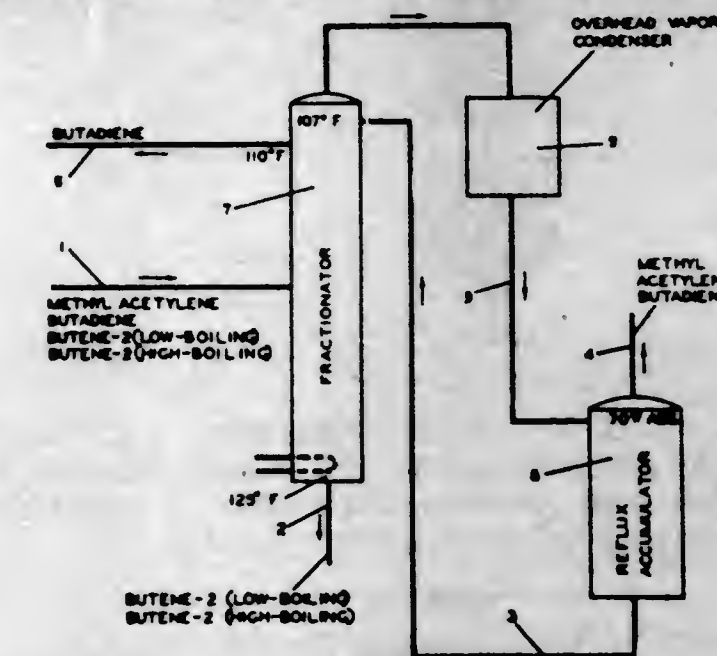 OVERHEAD VAPOR
CONDENSER
107° F
BUTADIENE
110° F
6
9
7
1
METHYL ACETYLENE
BUTADIENE
BUTENE-2 (LOW-BOILING)
BUTENE-2 (HIGH-BOILING)
FRACTIONATOR
METHYL
ACETYLENE
BUTADIENE
4
8
REFLUX
ACCUMULATOR
125° F
2
BUTENE-2 (LOW-BOILING)
BUTENE-2 (HIGH-BOILING)
3